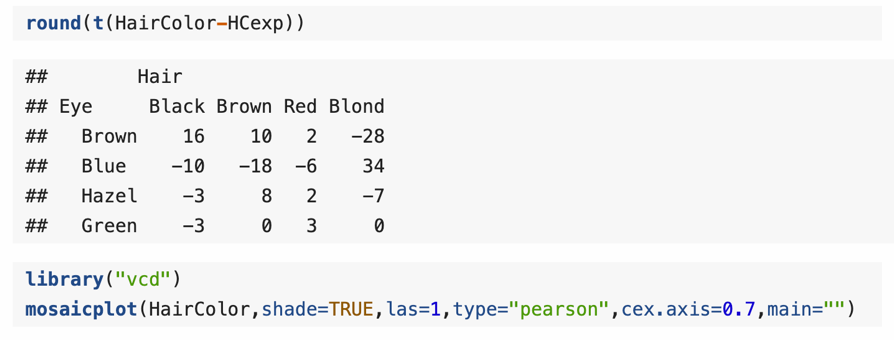 round(t(HairColor-HCexp))
##          Hair
## Eye     Black Brown Red Blond
##   Brown    16    10   2   -28
##   Blue    -10   -18  -6    34
##   Hazel    -3     8   2    -7
##   Green    -3     0   3     0
library("vcd")
mosaicplot(HairColor,shade=TRUE,las=1,type="pearson",cex.axis=0.7,main="")